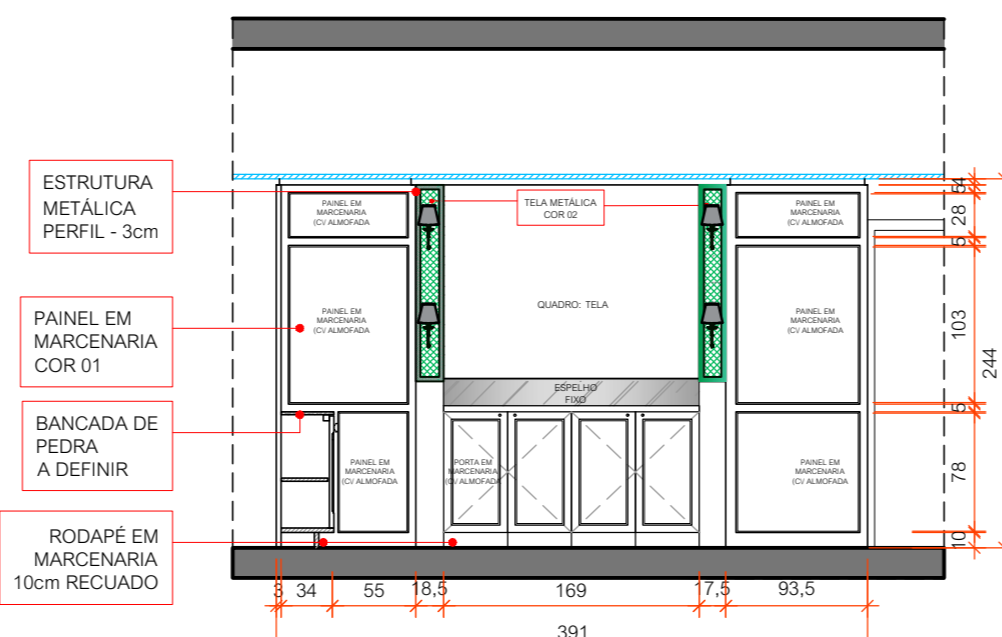 ESTRUTURA
METÁLICA
PERFIL - 3cm
PAINEL EM
MARCENARIA
COR 01
BANCADA DE
PEDRA
A DEFINIR
RODAPÉ EM
MARCENARIA
10cm RECUADO
PAINEL EM
MARCENARIA
(C\/ ALMOFADA
PAINEL EM
MARCENARIA
(C\/ ALMOFADA
PAINEL EM
MARCENARIA
(C\/ ALMOFADA
TELA METÁLICA
COR 02
QUADRO: TELA
ESPELHO
FIXO
PORTA EM
MARCENARIA
(C\/ ALMOFADA
PAINEL EM
MARCENARIA
(C\/ ALMOFADA
PAINEL EM
MARCENARIA
(C\/ ALMOFADA
PAINEL EM
MARCENARIA
(C\/ ALMOFADA
4
5
28
5
103
5
78
10
244
3
34
55
18,5
169
17,5
93,5
391